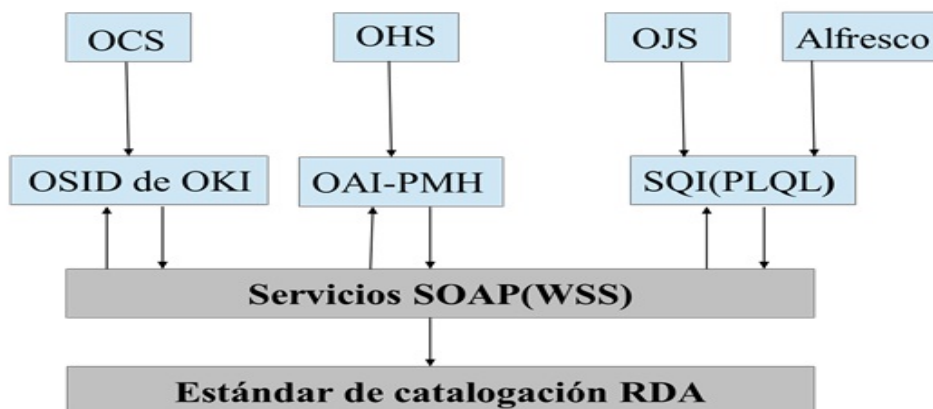 OCS
OHS
OJS
Alfresco
OSID de OKI
OAI-PMH
SQI(PLQL)
Servicios SOAP(WSS)
Estándar de catalogación RDA